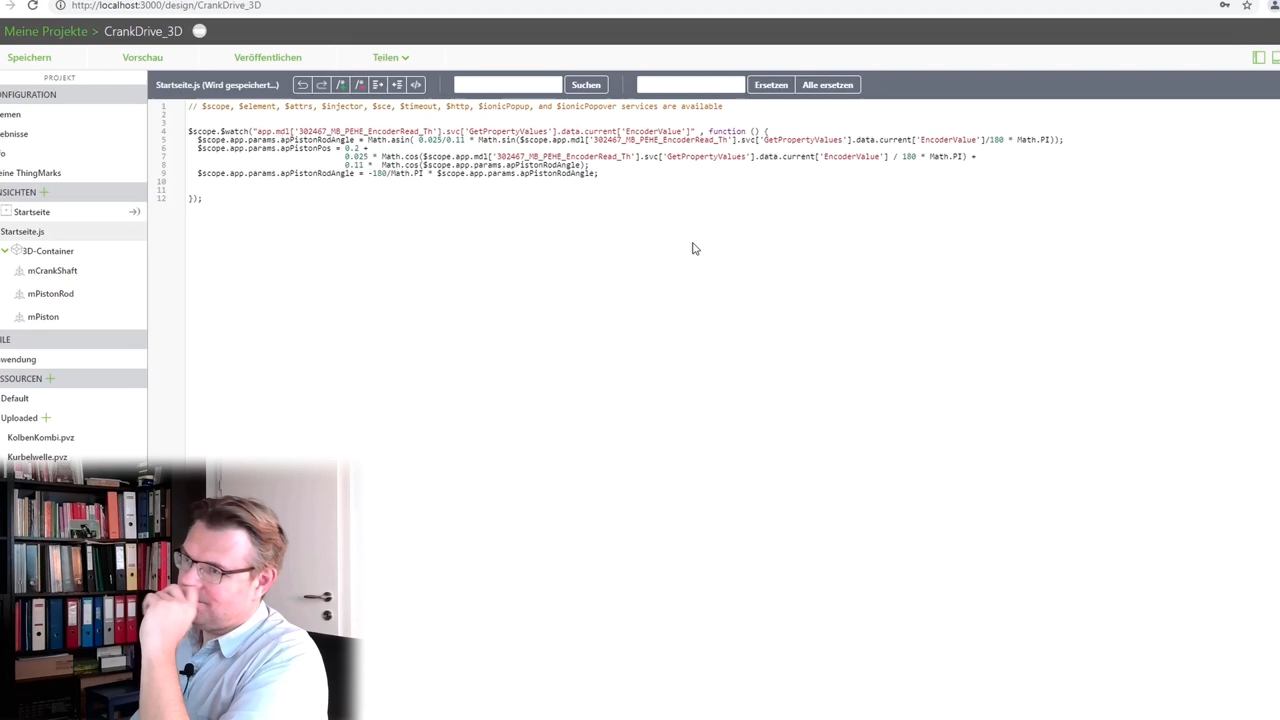 http://localhost:3000/design/CrankDrive_3D
Meine Projekte > CrankDrive_3D
Speichern Vorschau Veröffentlichen Teilen
PROJEKT
Startseite.js (Wird gespeichert...) Suchen Ersetzen Alle ersetzen
ONFIGURATION
emen
ebnisse
fo
eine ThingMarks
NSICHTEN
Startseite
Startseite.js
3D-Container
mCrankShaft
mPistonRod
mPiston
ILE
wendung
SSOURCEN
Default
Uploaded
KolbenKombi.pvz
Kurbelwelle.pvz
1 // $scope, $element, $attrs, $injector, $sce, $timeout, $http, $ionicPopup, and $ionicPopover services are available
2
3
4 $scope.$watch("app.mdl['302467_MB_PEHE_EncoderRead_Th'].svc['GetPropertyValues'].data.current['EncoderValue']" , function () {
5 $scope.app.params.apPistonRodAngle = Math.asin( 0.025/0.11 * Math.sin($scope.app.mdl['302467_MB_PEHE_EncoderRead_Th'].svc['GetPropertyValues'].data.current['EncoderValue']/180 * Math.PI));
6 $scope.app.params.apPistonPos = 0.2 +
7 0.025 * Math.cos($scope.app.mdl['302467_MB_PEHE_EncoderRead_Th'].svc['GetPropertyValues'].data.current['EncoderValue'] / 180 * Math.PI) +
8 0.11 * Math.cos($scope.app.params.apPistonRodAngle);
9 $scope.app.params.apPistonRodAngle = -180/Math.PI * $scope.app.params.apPistonRodAngle;
10
11
12 });